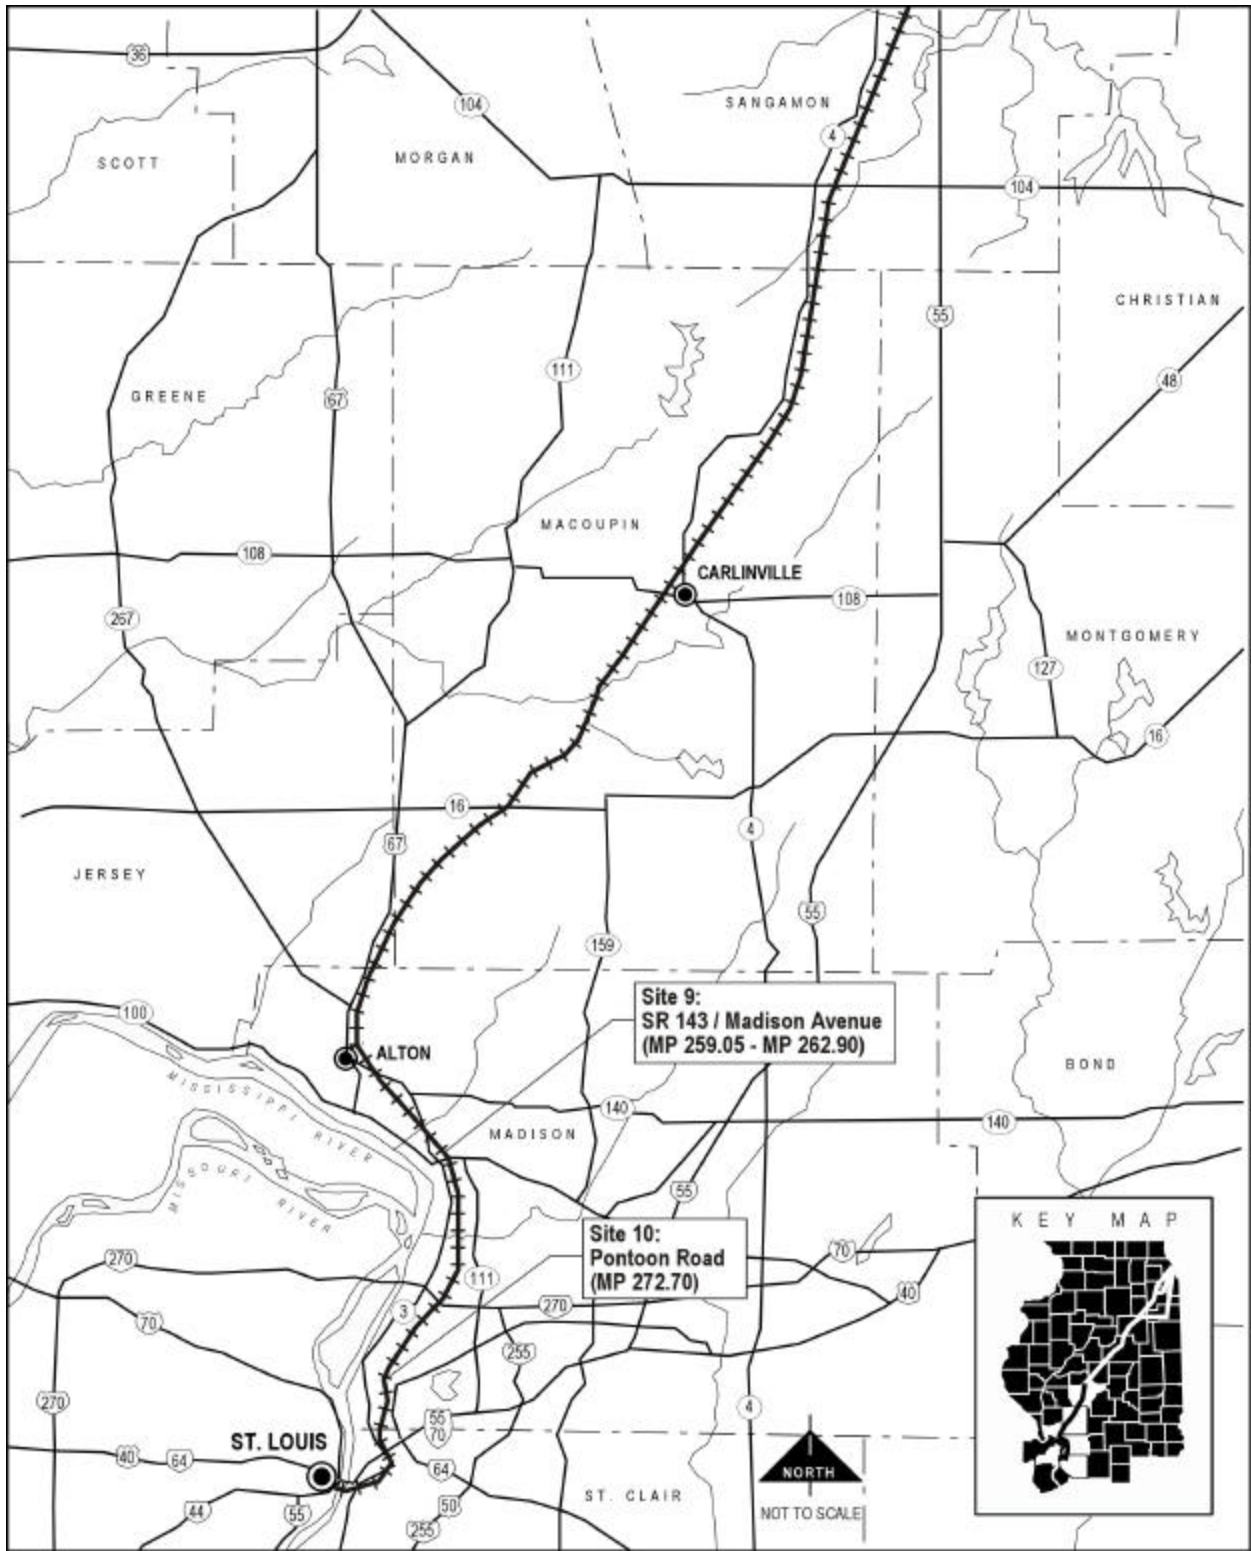 36
104
SANGAMON
4
SCOTT
MORGAN
104
CHRISTIAN
55
111
48
GREENE
67
MACOUPIN
108
CARLINVILLE
108
267
MONTGOMERY
127
16
16
4
67
JERSEY
55
159
Site 9:
SR 143 / Madison Avenue
(MP 259.05 - MP 262.90)
100
ALTON
BOND
MISSISSIPPI RIVER
140
140
MADISON
MISSOURI RIVER
55
KEY MAP
Site 10:
Pontoon Road
(MP 272.70)
70
270
111
40
3
270
70
255
270
55
70
4
ST. LOUIS
40
64
64
NORTH
ST. CLAIR
NOT TO SCALE
44
55
50
255